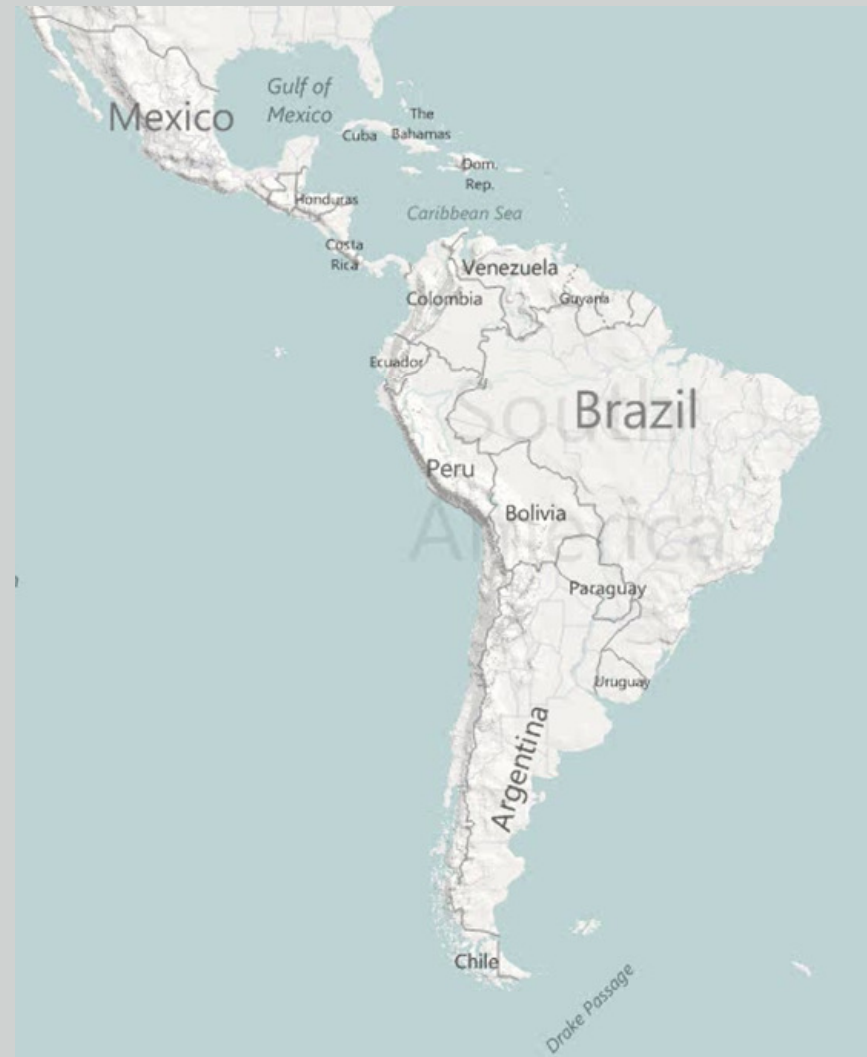 Gulf of
Mexico
Mexico
The
Bahamas
Cuba
Dom.
Rep.
Honduras
Caribbean Sea
Costa
Rica
Venezuela
Colombia
Guyana
Ecuador
South
America
Brazil
Peru
Bolivia
Paraguay
Uruguay
Argentina
Chile
Drake Passage